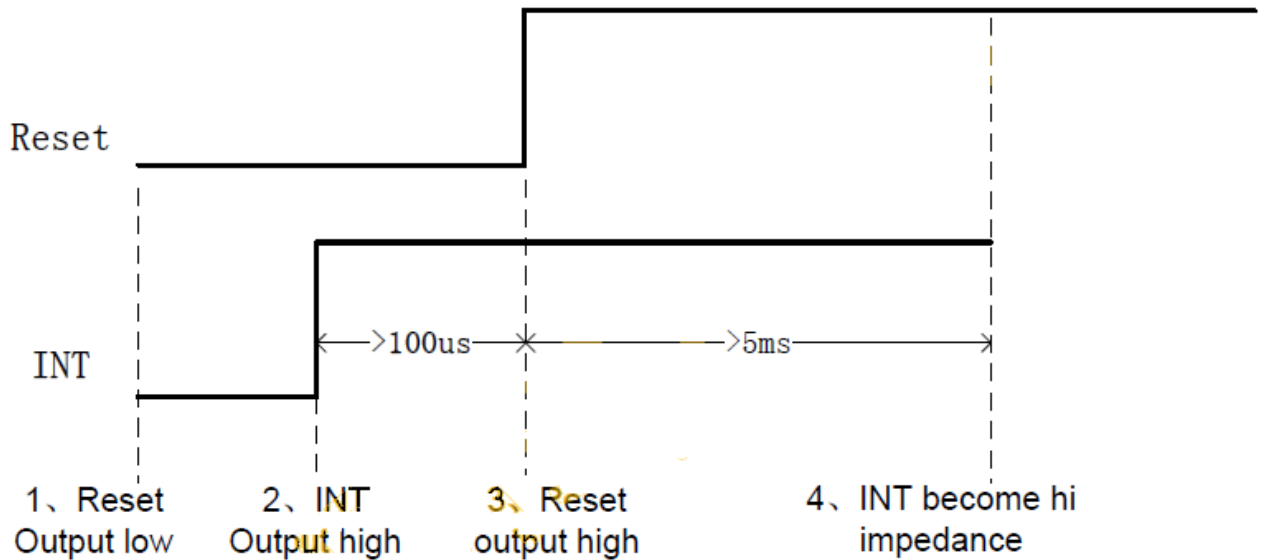 Reset
>100us
>5ms
INT
1、Reset
Output low
2、INT
Output high
3、Reset
output high
4、INT become hi
impedance